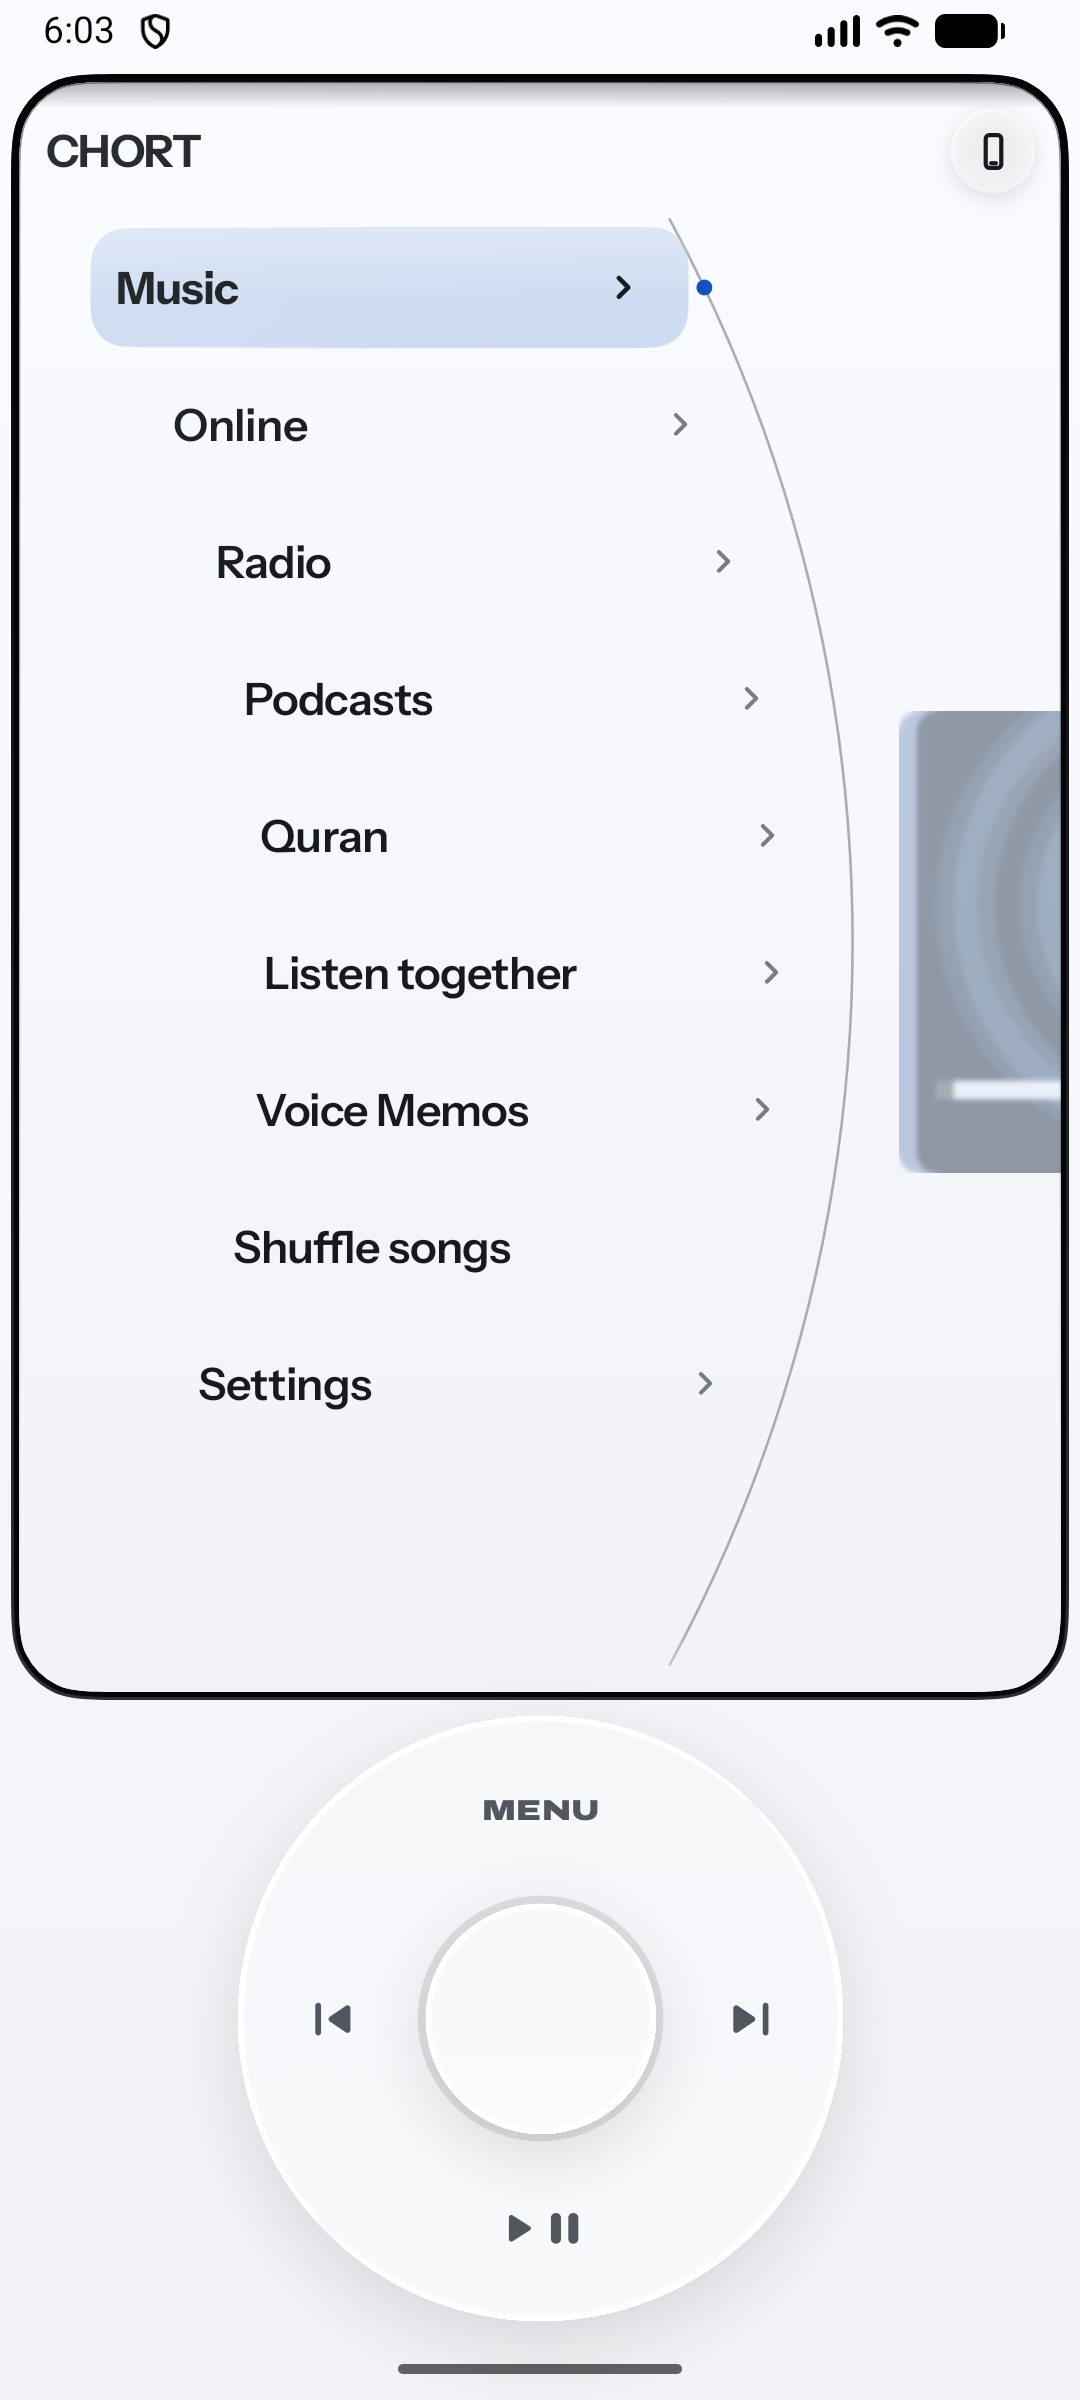 6:03
CHORT
Music
Online
Radio
Podcasts
Quran
Listen together
Voice Memos
Shuffle songs
Settings
MENU